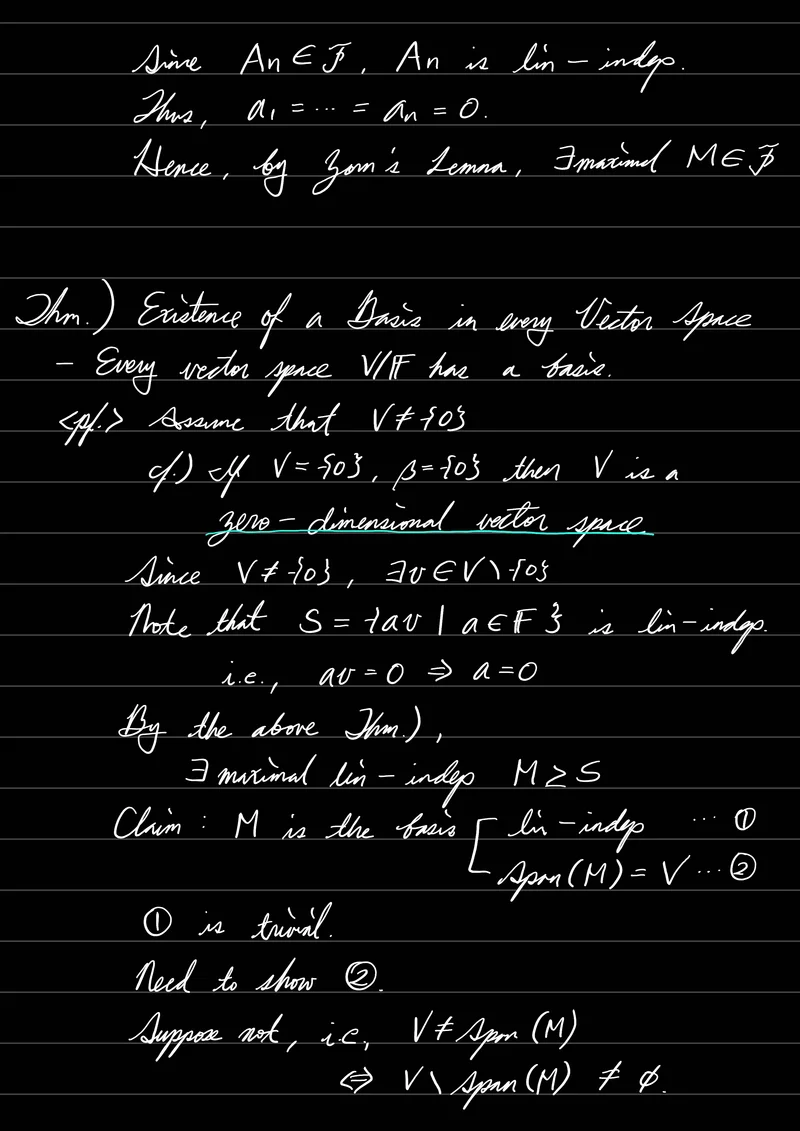 Since An ∈ F, An is lin-indep.
Thus, a₁ = ⋯ = an = 0.
Hence, by Zorn's Lemma, ∃maximal M ∈ F
Thm.) Existence of a Basis in every Vector Space
- Every vector space V/𝔽 has a basis.
<pf.> Assume that V ≠ {0}
cf.) If V = {0}, β = {0} then V is a
zero-dimensional vector space
Since V ≠ {0}, ∃v ∈ V \ {0}
Note that S = {av | a ∈ 𝔽} is lin-indep.
i.e., av = 0 ⇒ a = 0
By the above Thm.),
∃ maximal lin-indep M ≥ S
Claim : M is the basis [ lin-indep ⋯ ①
span(M) = V ⋯ ②
① is trivial.
Need to show ②.
Suppose not, i.e., V ≠ span(M)
⇔ V \ span(M) ≠ ∅.